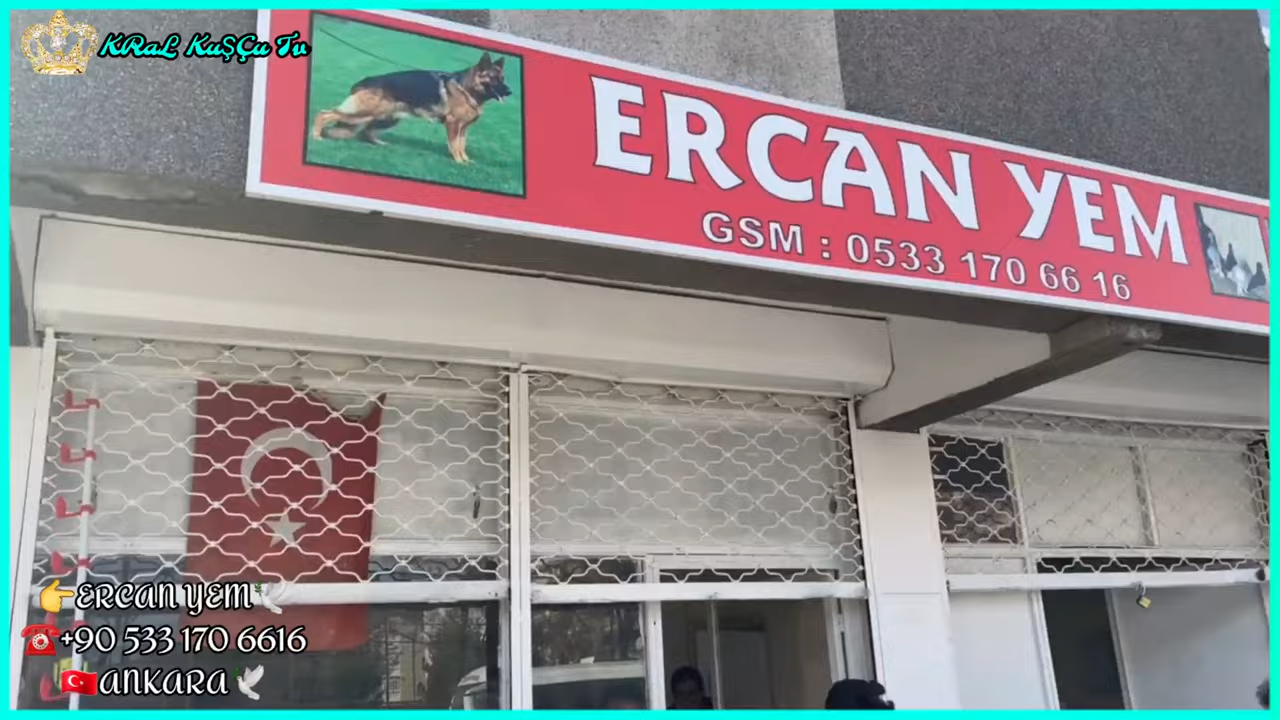 KRaL KuŞÇu Tv
ERCAN YEM
GSM : 0533 170 66 16
ERCAN YEM
+90 533 170 6616
ANKARA